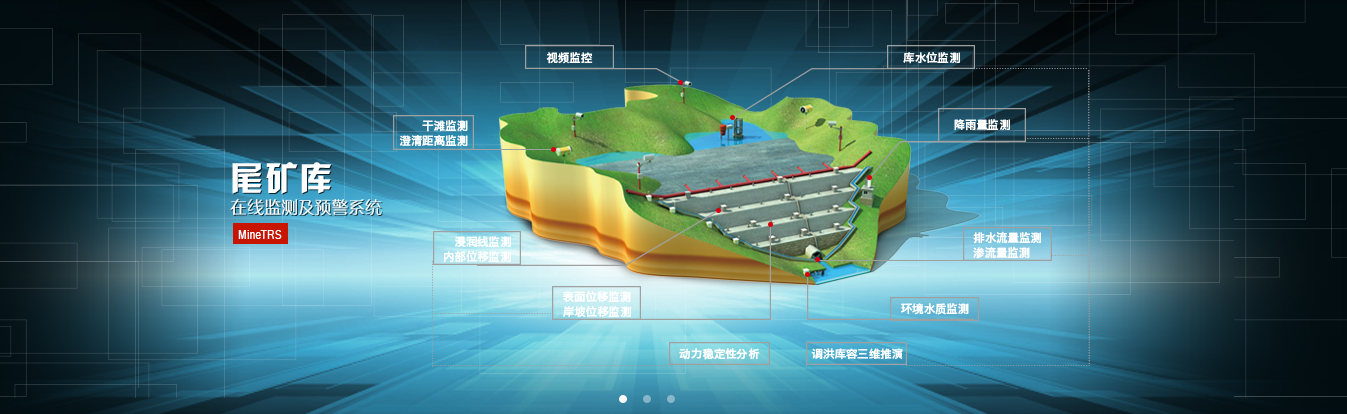 视频监控
库水位监测
干滩监测
澄清距离监测
降雨量监测
尾矿库
在线监测及预警系统
MineTRS
浸润线监测
内部位移监测
排水流量监测
渗流量监测
表面位移监测
岸坡位移监测
环境水质监测
动力稳定性分析
调洪库容三维推演